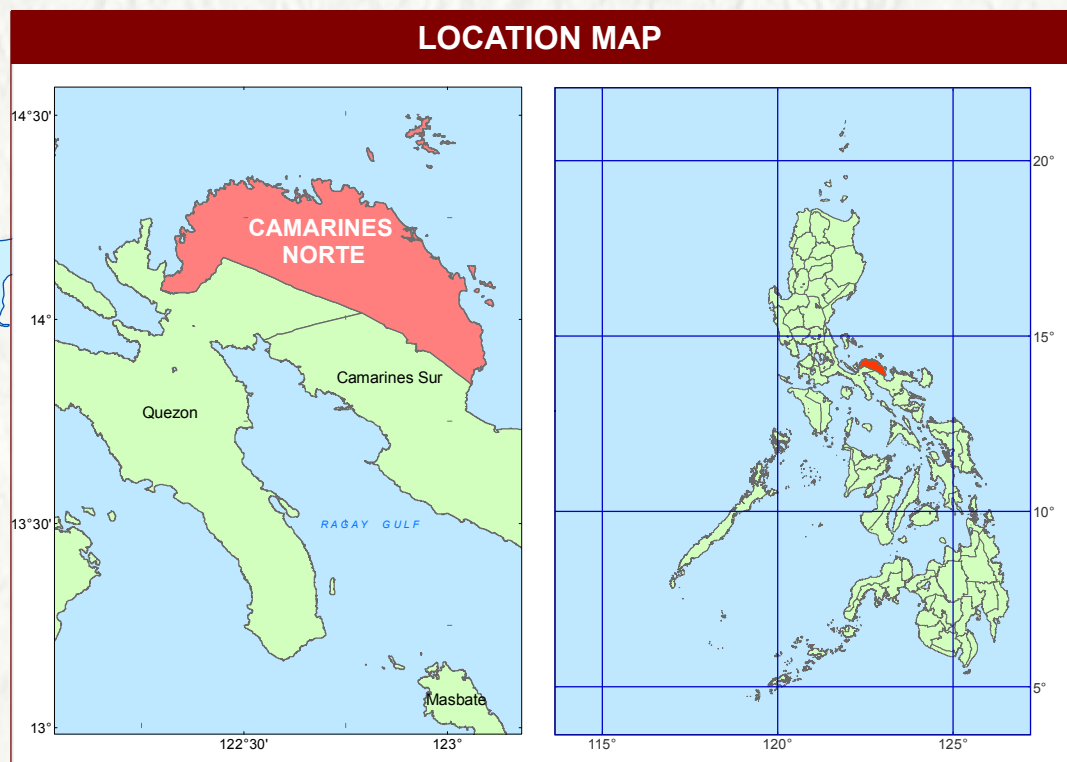 LOCATION MAP
14°30'
14°
13°30'
13°
122°30'
123°
CAMARINES
NORTE
Camarines Sur
Quezon
RAGAY GULF
Masbate
20°
15°
10°
5°
115°
120°
125°